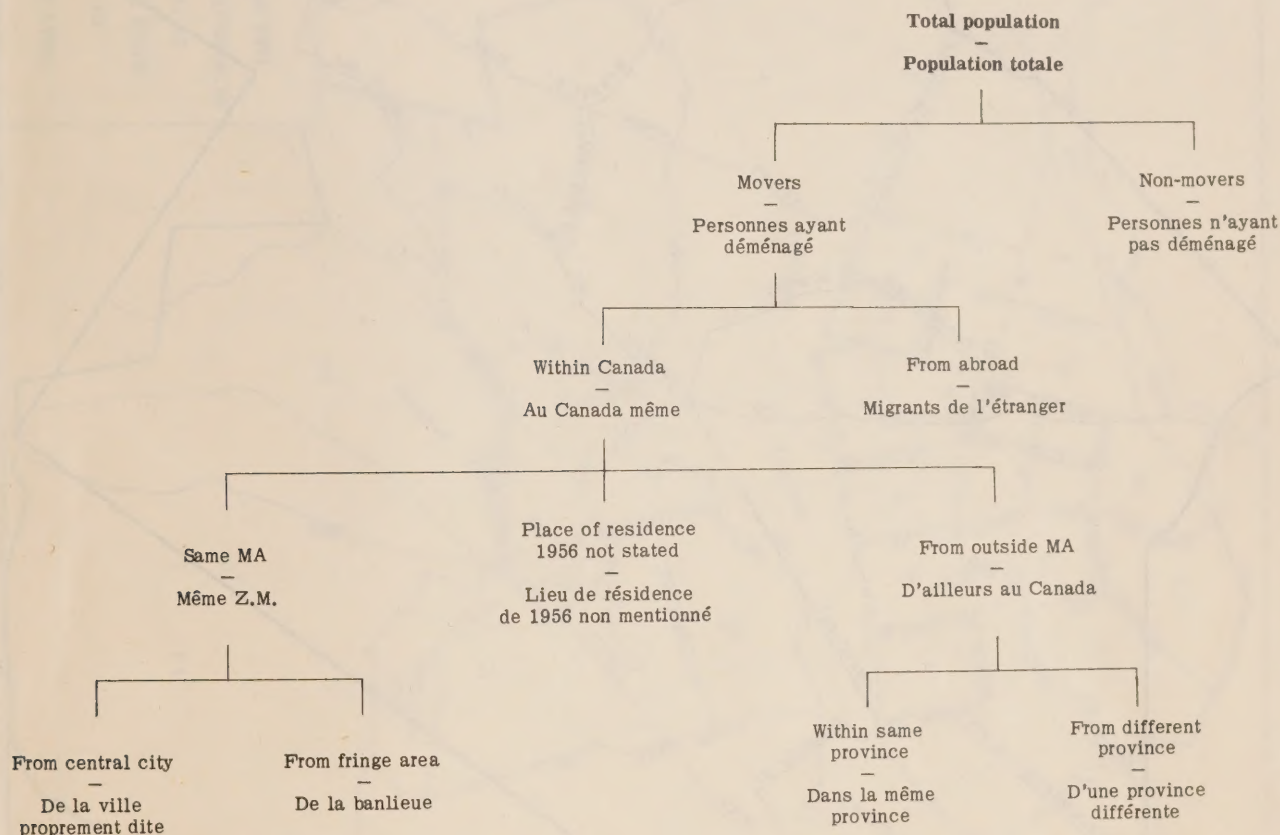 Total population
—
Population totale
Movers
—
Personnes ayant
déménagé
Non-movers
—
Personnes n'ayant
pas déménagé
Within Canada
—
Au Canada même
From abroad
—
Migrants de l'étranger
Same MA
—
Même Z.M.
Place of residence
1956 not stated
—
Lieu de résidence
de 1956 non mentionné
From outside MA
—
D'ailleurs au Canada
From central city
—
De la ville
proprement dite
From fringe area
—
De la banlieue
Within same
province
—
Dans la même
province
From different
province
—
D'une province
différente